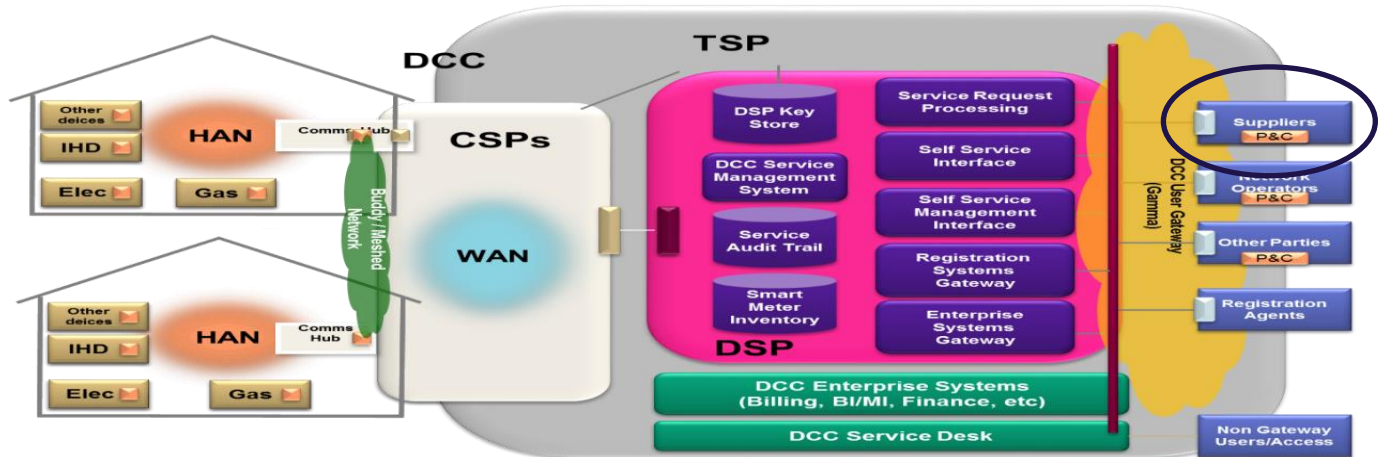 Other
deices
IHD
Elec
Gas
HAN
Comms Hub
Buddy / Meshed
Network
Other
deices
IHD
Elec
Gas
HAN
Comms
Hub
DCC
CSPs
WAN
TSP
DSP Key
Store
DCC Service
Management
System
Service
Audit Trail
Smart
Meter
Inventory
DSP
Service Request
Processing
Self Service
Interface
Self Service
Management
Interface
Registration
Systems
Gateway
Enterprise
Systems
Gateway
DCC Enterprise Systems
(Billing, BI/MI, Finance, etc)
DCC Service Desk
DCC User Gateway
(Gamma)
Suppliers
P&C
Network
Operators
P&C
Other Parties
P&C
Registration
Agents
Non Gateway
Users/Access